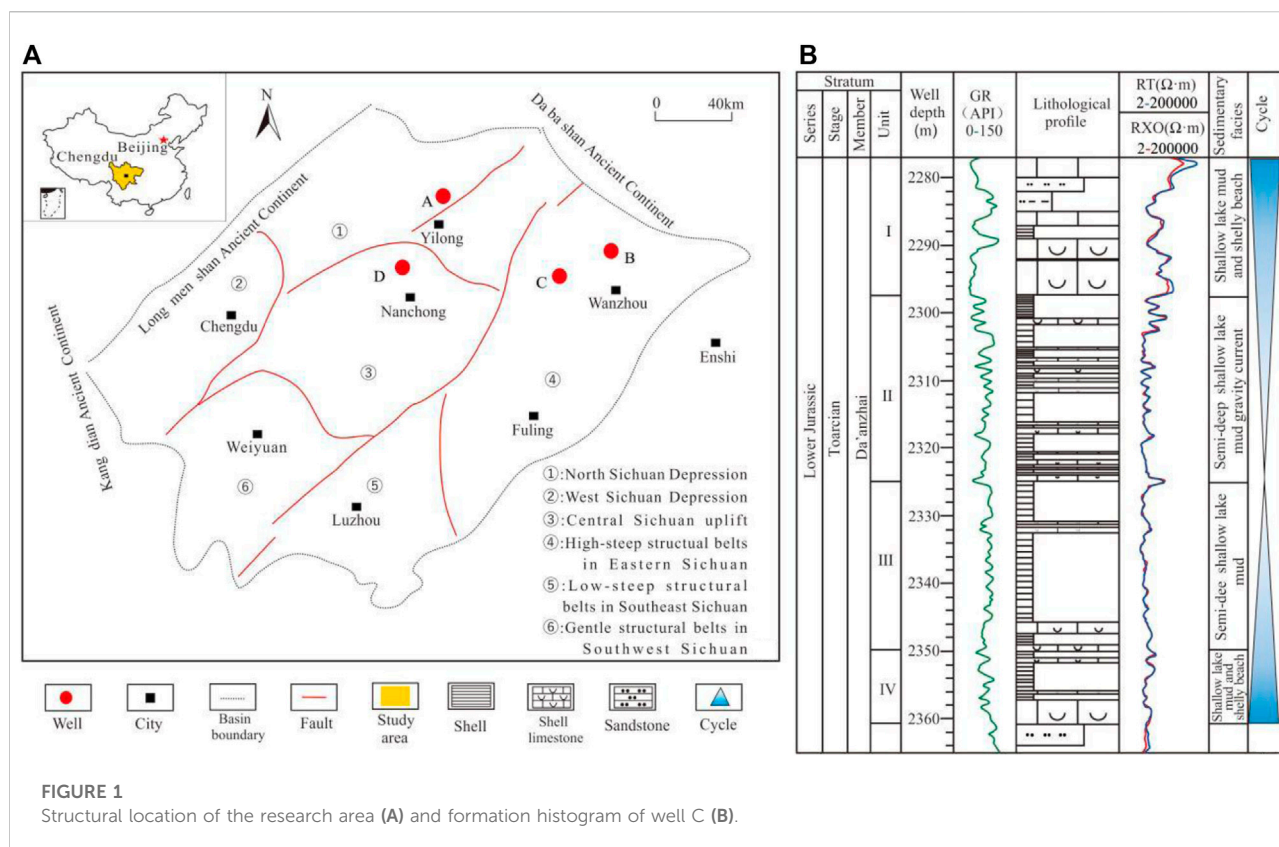 A
Beijing
Chengdu
N
0 40km
Da ba shan Ancient Continent
Long men shan Ancient Continent
Kang dian Ancient Continent
A
Yilong
①
B
D
C
②
Nanchong
Wanzhou
Chengdu
Enshi
③
④
Fuling
Weiyuan
⑥
⑤
Luzhou
①:North Sichuan Depression
②:West Sichuan Depression
③:Central Sichuan uplift
④:High-steep structual belts
in Eastern Sichuan
⑤:Low-steep structural
belts in Southeast Sichuan
⑥:Gentle structural belts in
Southwest Sichuan
Well
City
Basin
boundary
Fault
Study
area
Shell
Shell
limestone
Sandstone
Cycle
B
Stratum
Series
Stage
Member
Unit
Well
depth
(m)
GR
(API)
0-150
Lithological
profile
RT(Ω·m)
2-200000
RXO(Ω·m)
2-200000
Sedimentary
facies
Cycle
Lower Jurassic
Toarcian
Da'anzhai
I
II
III
IV
2280
2290
2300
2310
2320
2330
2340
2350
2360
Shallow lake mud
and shelly beach
Semi-deep shallow lake
mud gravity current
Semi-dee shallow lake
mud
Shallow lake
mud and
shelly beach
FIGURE 1
Structural location of the research area (A) and formation histogram of well C (B).